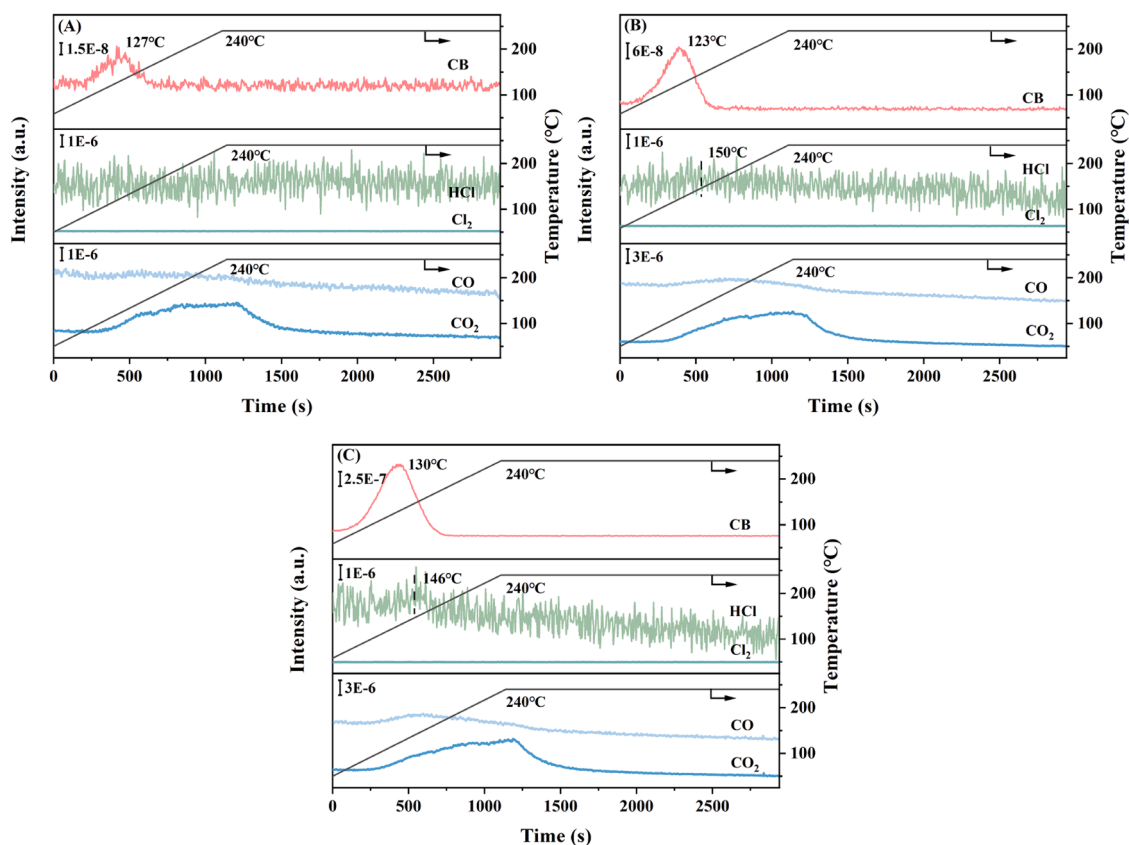 (A)
1.5E-8 127℃ 240℃
CB
200
100
1E-6
240℃
HCl
Cl₂
200
100
1E-6
240℃
CO
CO₂
200
100
Intensity (a.u.)
Temperature (℃)
0 500 1000 1500 2000 2500
Time (s)
(B)
6E-8 123℃ 240℃
CB
200
100
1E-6
150℃ 240℃
HCl
Cl₂
200
100
3E-6
240℃
CO
CO₂
200
100
Intensity (a.u.)
Temperature (℃)
0 500 1000 1500 2000 2500
Time (s)
(C)
2.5E-7 130℃ 240℃
CB
200
100
1E-6
146℃ 240℃
HCl
Cl₂
200
100
3E-6
240℃
CO
CO₂
200
100
Intensity (a.u.)
Temperature (℃)
0 500 1000 1500 2000 2500
Time (s)